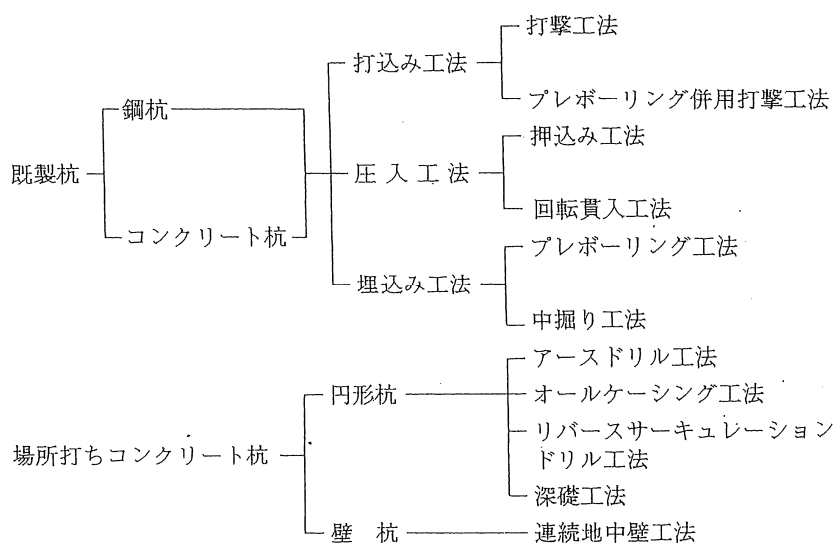 打撃工法
打込み工法
プレボーリング併用打撃工法
鋼杭
押込み工法
既製杭
圧入工法
回転貫入工法
コンクリート杭
プレボーリング工法
埋込み工法
中掘り工法
アースドリル工法
円形杭
オールケーシング工法
リバースサーキュレーション
ドリル工法
場所打ちコンクリート杭
深礎工法
壁 杭
連続地中壁工法